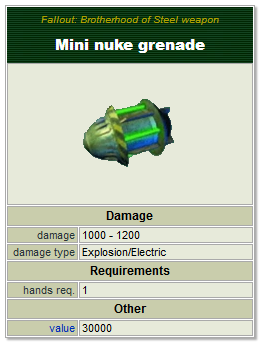 Fallout: Brotherhood of Steel weapon
Mini nuke grenade
Damage
damage 1000 - 1200
damage type Explosion/Electric
Requirements
hands req. 1
Other
value 30000